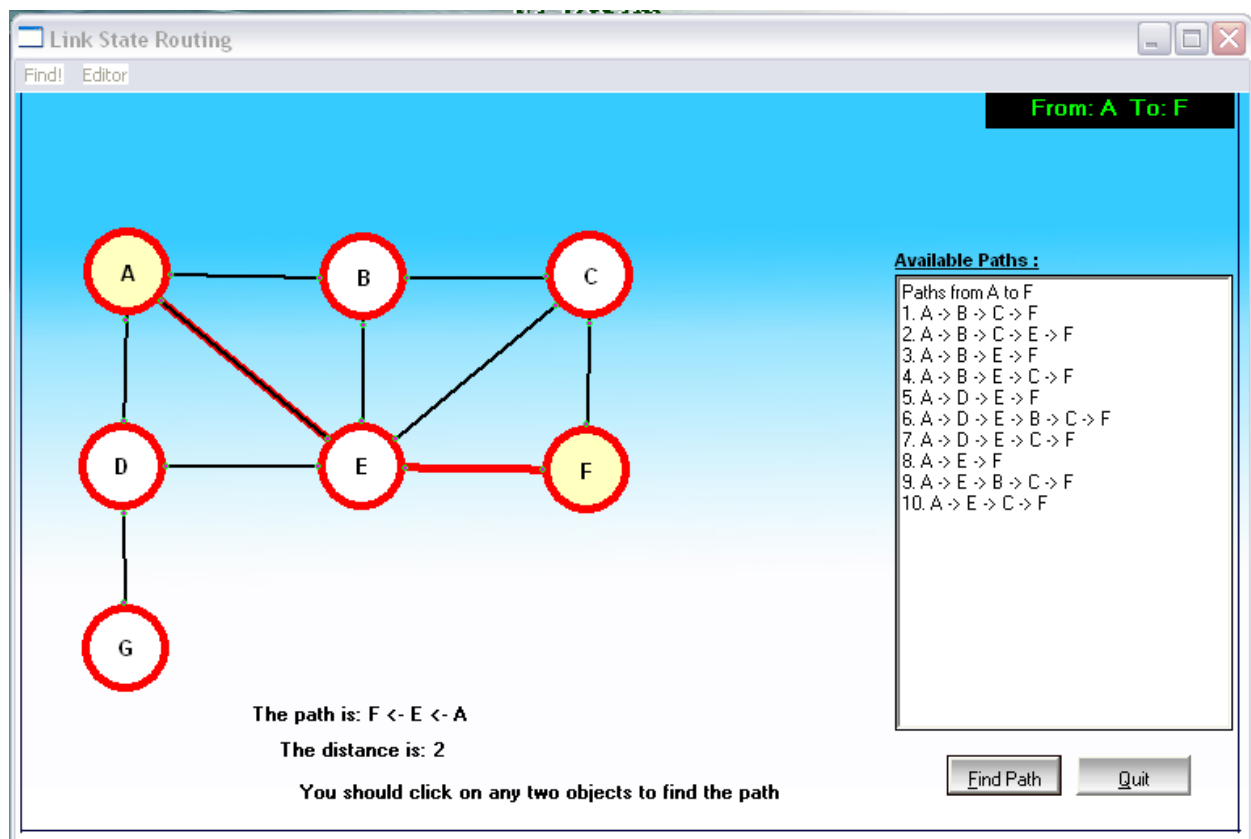 Link State Routing
Find! Editor
From: A To: F
A
B
C
D
E
F
G
Available Paths :
Paths from A to F
1. A -> B -> C -> F
2. A -> B -> C -> E -> F
3. A -> B -> E -> F
4. A -> B -> E -> C -> F
5. A -> D -> E -> F
6. A -> D -> E -> B -> C -> F
7. A -> D -> E -> C -> F
8. A -> E -> F
9. A -> E -> B -> C -> F
10. A -> E -> C -> F
The path is: F <- E <- A
The distance is: 2
You should click on any two objects to find the path
Find Path
Quit